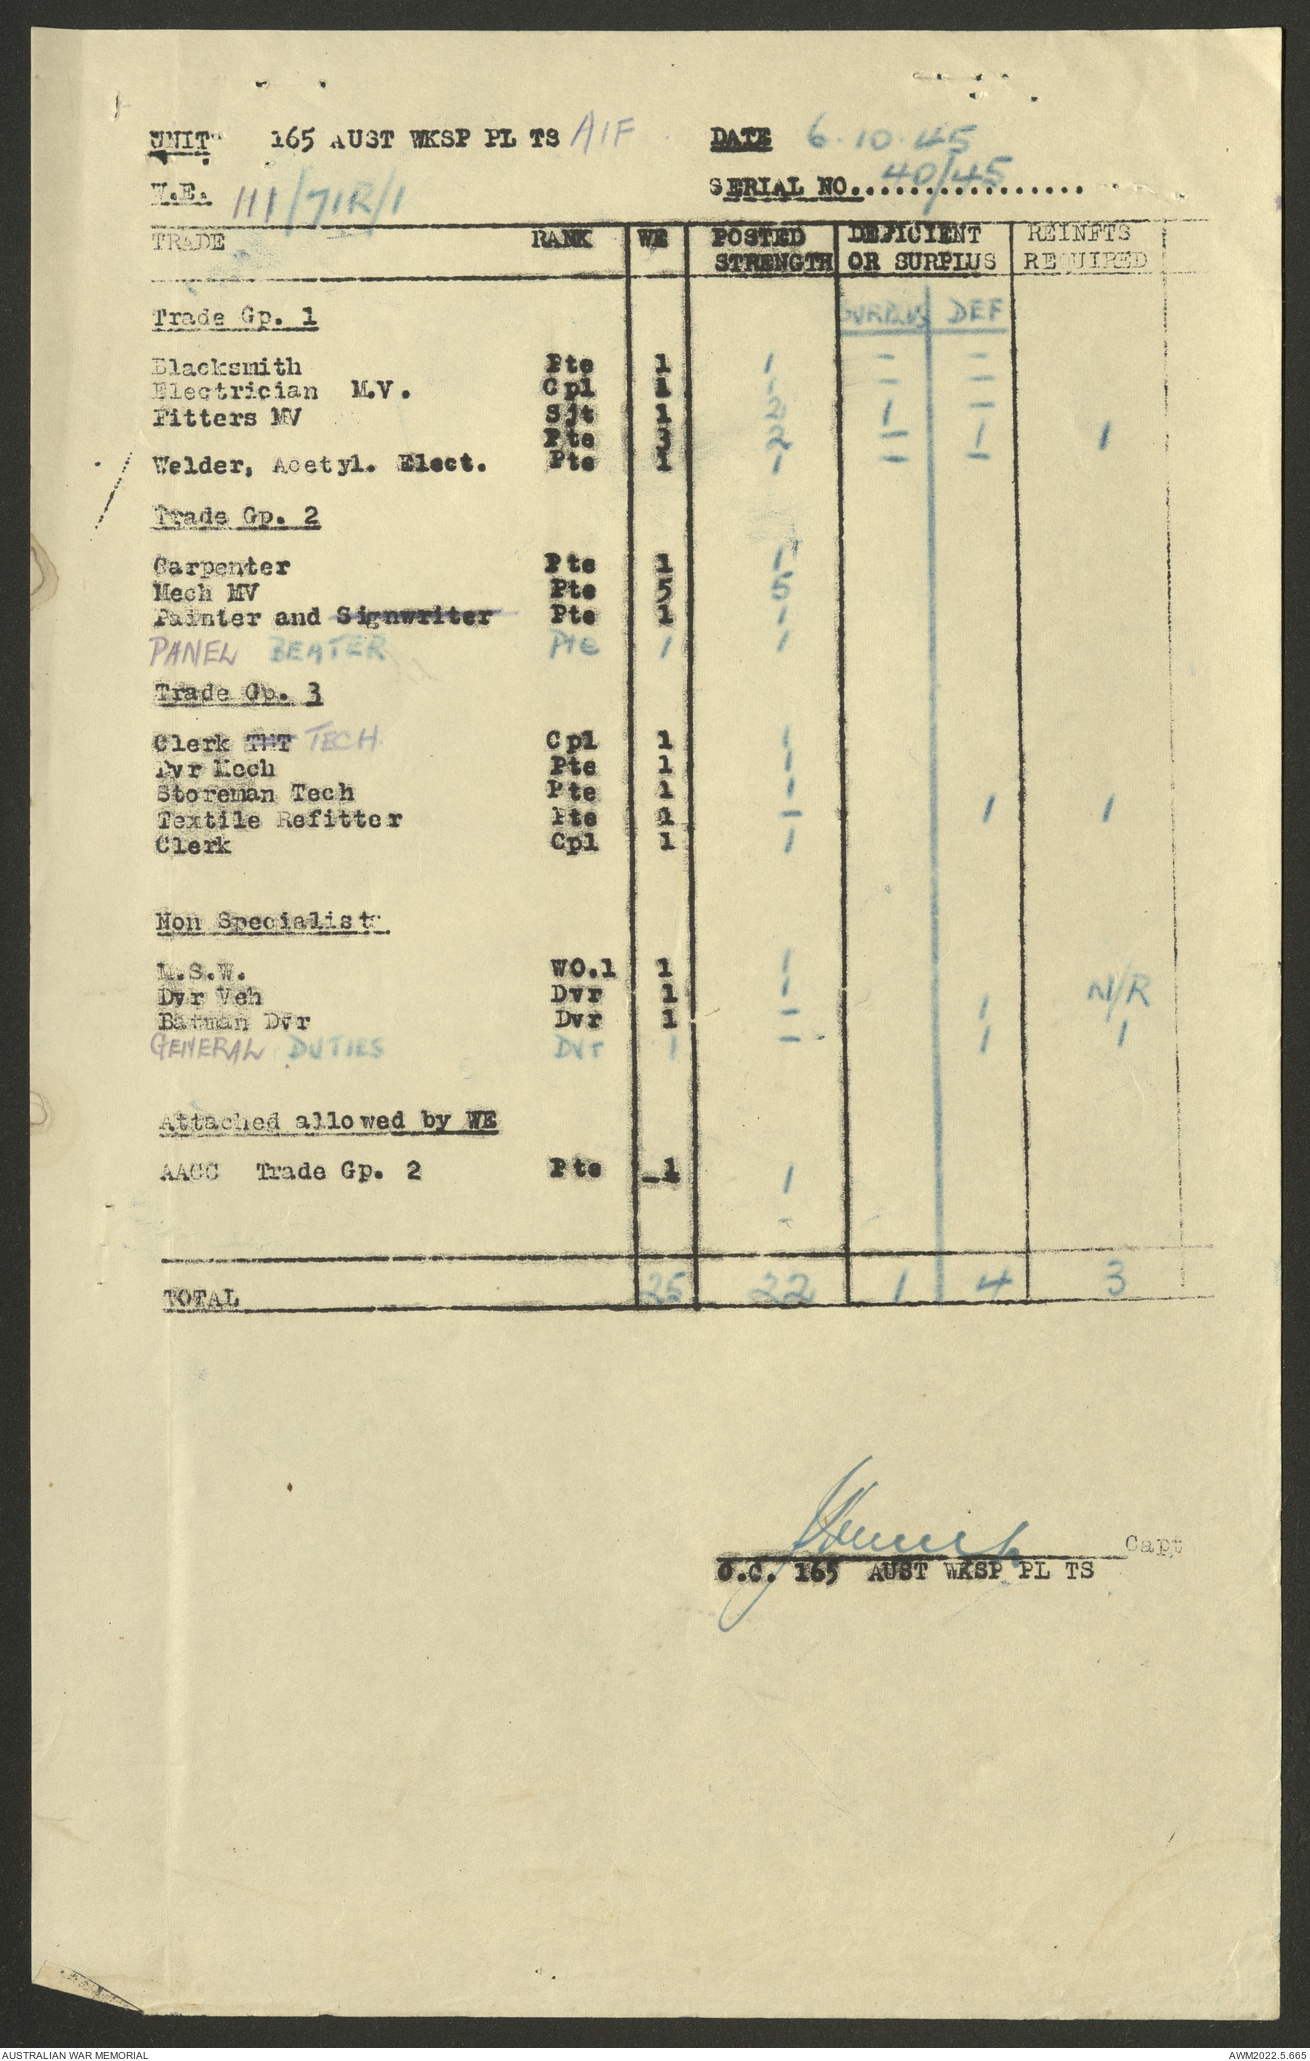 UNIT 165 AUST WKSP PL TS AIF DATE 6.10.45
W.E. 111/71R/1 SERIAL NO. 40/45
TRADE RANK WE POSTED STRENGTH DEFICIENT OR SURPLUS REINFTS REQUIRED
Trade Gp. 1 SURPLUS DEF
Blacksmith Pte 1 1 - -
Electrician M.V. Cpl 1 1 - -
Fitters MV Sjt 1 2 1 -
Pte 3 2 - 1 1
Welder, Acetyl. Elect. Pte 1 1 - -
Trade Gp. 2
Carpenter Pte 1 1
Mech MV Pte 5 5
Painter and Signwriter Pte 1 1
PANEL BEATER Pte 1 1
Trade Gp. 3
Clerk TECH Cpl 1 1
Dvr Mech Pte 1 1
Storeman Tech Pte 1 1
Textile Refitter Pte 1 - 1 1
Clerk Cpl 1 1
Non Specialists
M.S.W. WO.1 1 1
Dvr Veh Dvr 1 1
Batman Dvr Dvr 1 - 1 N/R
GENERAL DUTIES Dvr 1 - 1 1
Attached allowed by WE
AACC Trade Gp. 2 Pte 1 1
-
TOTAL 25 22 1 4 3
Capt
O.C. 165 AUST WKSP PL TS
AUSTRALIAN WAR MEMORIAL AWM2022.5.665